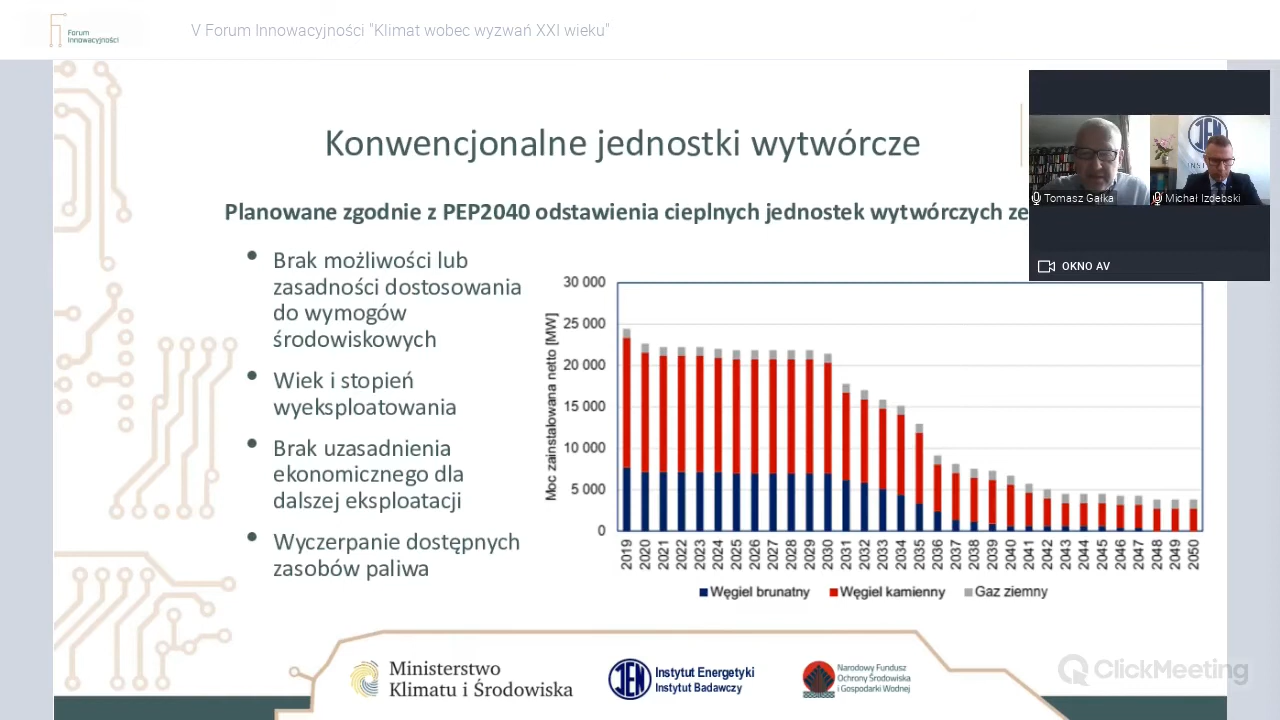 Forum
Innowacyjności
V Forum Innowacyjności "Klimat wobec wyzwań XXI wieku"
Konwencjonalne jednostki wytwórcze
Planowane zgodnie z PEP2040 odstawienia cieplnych jednostek wytwórczych ze
Tomasz Gałka
Michał Izdebski
OKNO AV
• Brak możliwości lub
zasadności dostosowania
do wymogów
środowiskowych
• Wiek i stopień
wyeksploatowania
• Brak uzasadnienia
ekonomicznego dla
dalszej eksploatacji
• Wyczerpanie dostępnych
zasobów paliwa
Moc zainstalowana netto [MW]
30 000
25 000
20 000
15 000
10 000
5 000
0
2019 2020 2021 2022 2023 2024 2025 2026 2027 2028 2029 2030 2031 2032 2033 2034 2035 2036 2037 2038 2039 2040 2041 2042 2043 2044 2045 2046 2047 2048 2049 2050
Węgiel brunatny Węgiel kamienny Gaz ziemny
Ministerstwo
Klimatu i Środowiska
IEN
Instytut Energetyki
Instytut Badawczy
Narodowy Fundusz
Ochrony Środowiska
i Gospodarki Wodnej
ClickMeeting